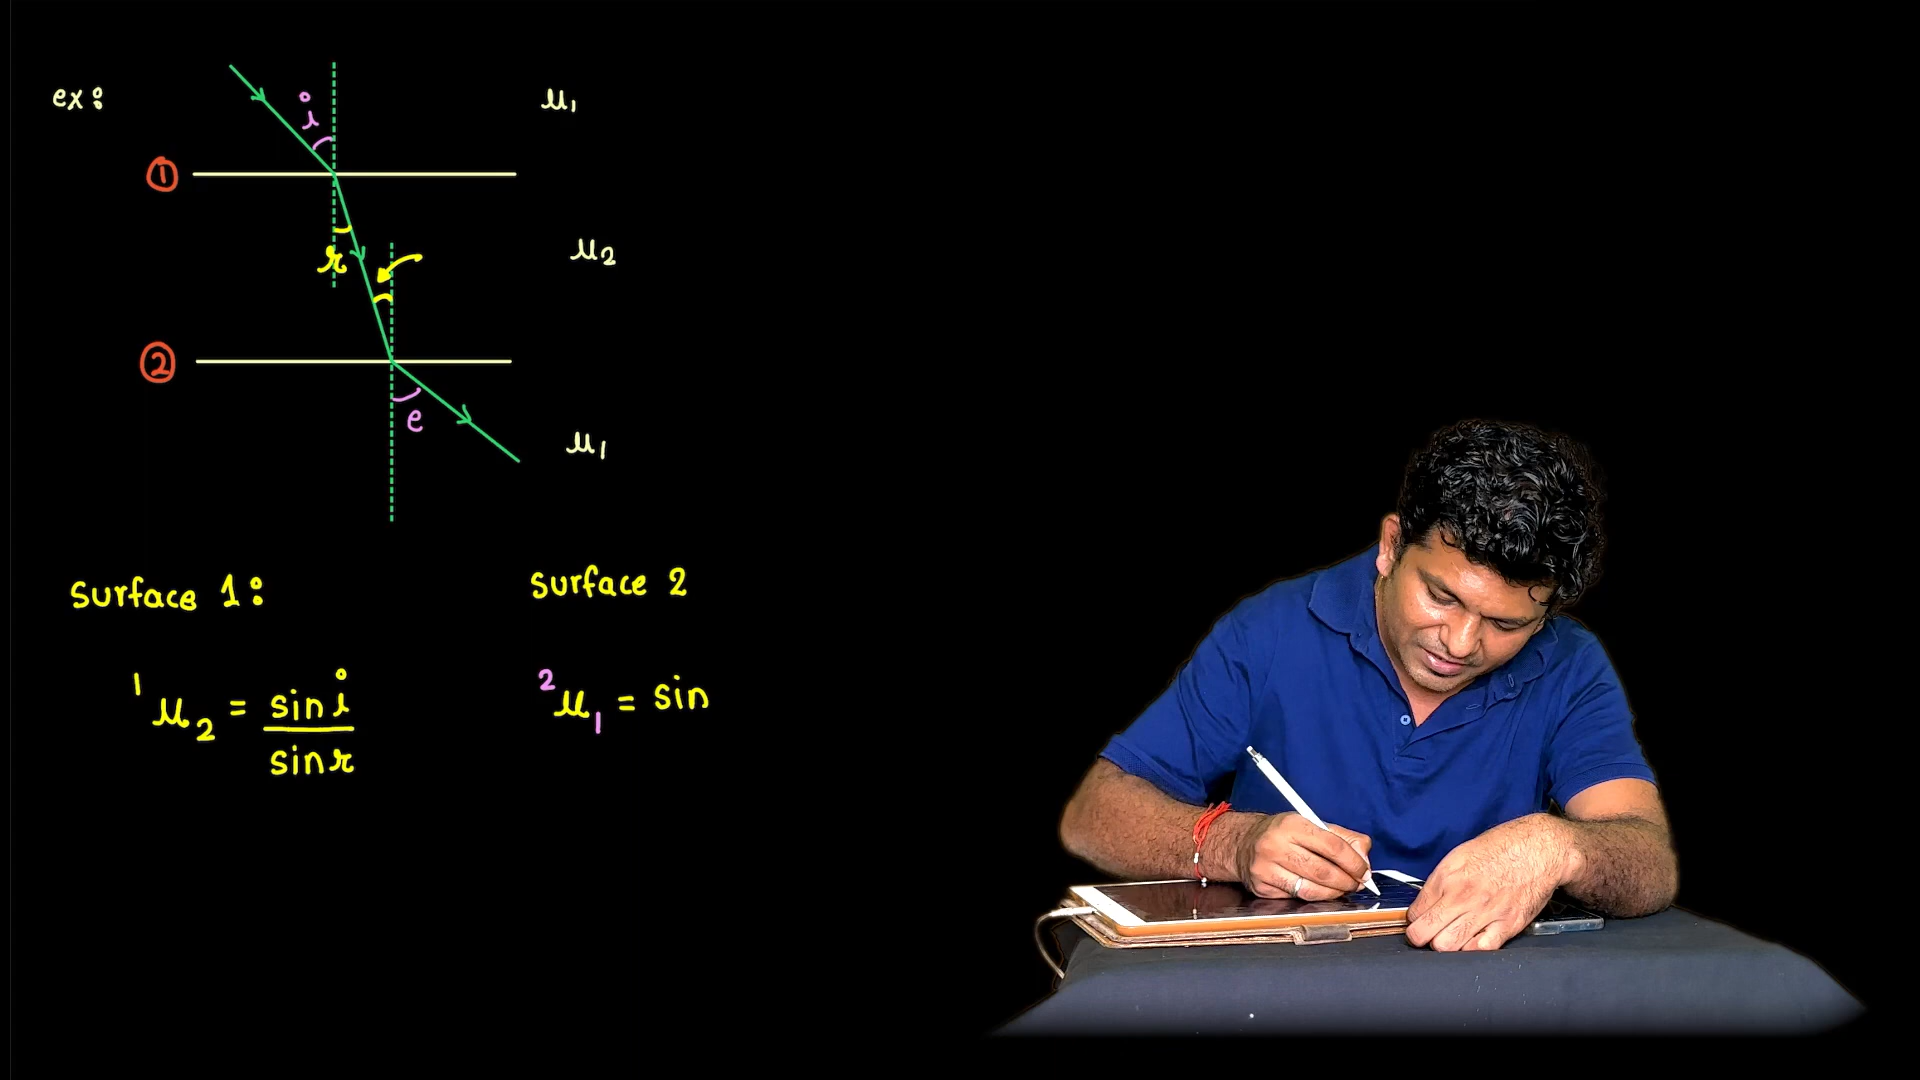 ex:
i
μ₁
①
r
μ₂
②
e
μ₁
Surface 1:
Surface 2
¹μ₂ = sin i / sin r
²μ₁ = sin